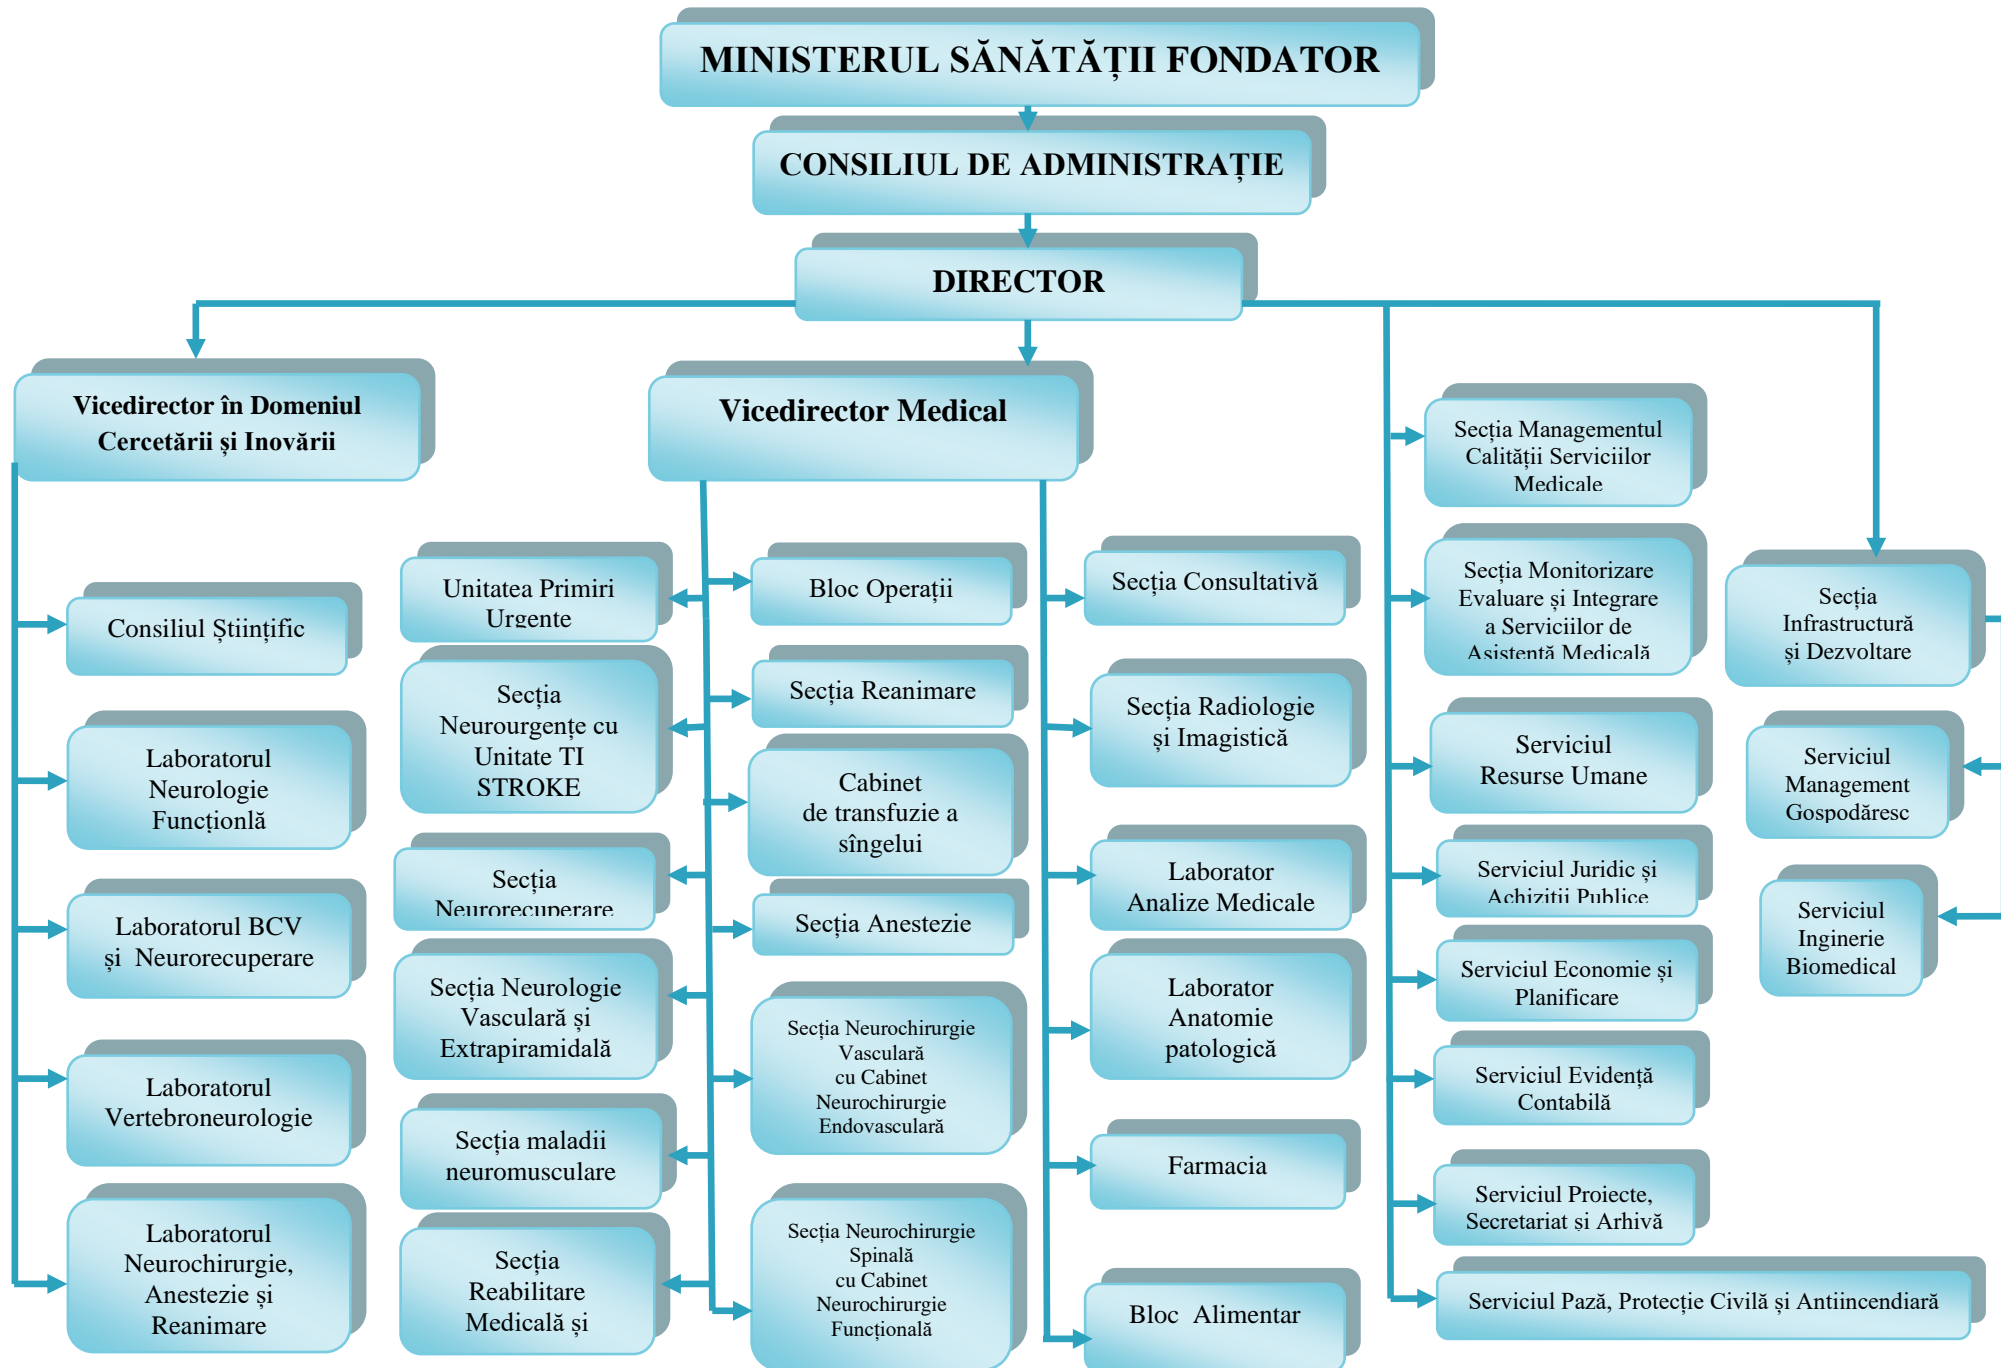 MINISTERUL SĂNĂTĂȚII FONDATOR
CONSILIUL DE ADMINISTRAȚIE
DIRECTOR
Vicedirector în Domeniul
Cercetării și Inovării
Consiliul Științific
Laboratorul
Neurologie
Funcționlă
Laboratorul BCV
și Neurorecuperare
Laboratorul
Vertebroneurologie
Laboratorul
Neurochirurgie,
Anestezie și
Reanimare
Vicedirector Medical
Unitatea Primiri
Urgente
Secția
Neurourgențe cu
Unitate TI
STROKE
Secția
Neurorecuperare
Secția Neurologie
Vasculară și
Extrapiramidală
Secția maladii
neuromusculare
Secția
Reabilitare
Medicală și
Bloc Operații
Secția Reanimare
Cabinet
de transfuzie a
sîngelui
Secția Anestezie
Secția Neurochirurgie
Vasculară
cu Cabinet
Neurochirurgie
Endovasculară
Secția Neurochirurgie
Spinală
cu Cabinet
Neurochirurgie
Funcțională
Secția Consultativă
Secția Radiologie
și Imagistică
Laborator
Analize Medicale
Laborator
Anatomie
patologică
Farmacia
Bloc Alimentar
Secția Managementul
Calității Serviciilor
Medicale
Secția Monitorizare
Evaluare și Integrare
a Serviciilor de
Asistență Medicală
Serviciul
Resurse Umane
Serviciul Juridic și
Achiziții Publice
Serviciul Economie și
Planificare
Serviciul Evidență
Contabilă
Serviciul Proiecte,
Secretariat și Arhivă
Serviciul Pază, Protecție Civilă și Antiincendiară
Secția
Infrastructură
și Dezvoltare
Serviciul
Management
Gospodăresc
Serviciul
Inginerie
Biomedical